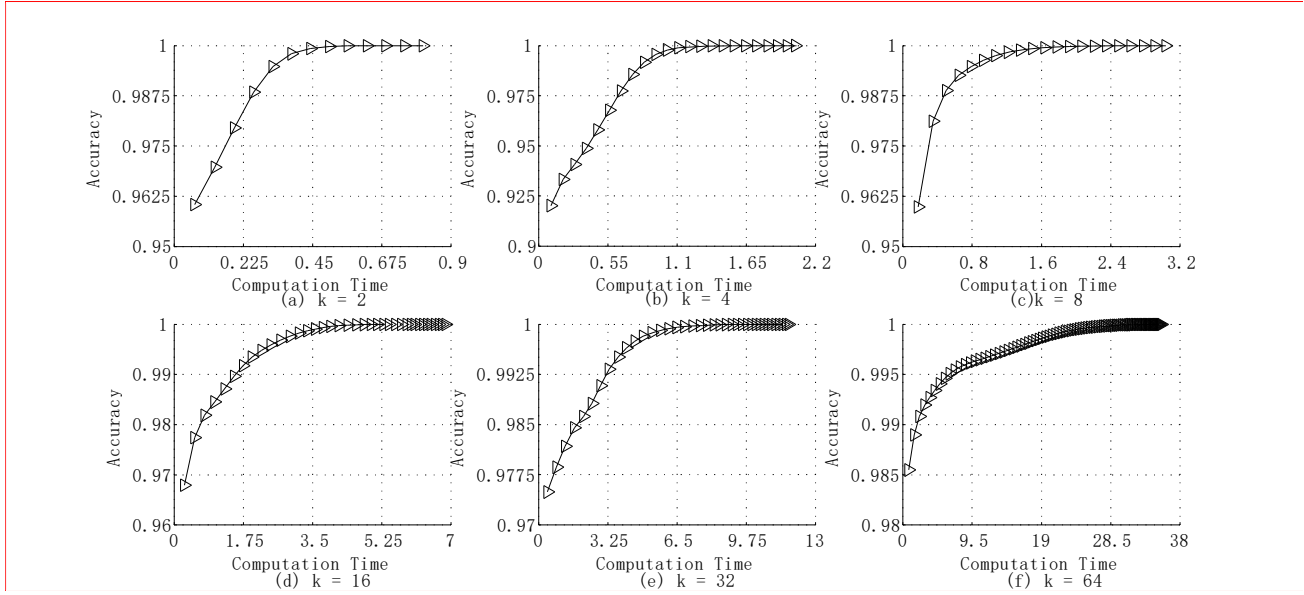 1
0.9875
0.975
0.9625
0.95
Accuracy
0 0.225 0.45 0.675 0.9
Computation Time
(a) k = 2
1
0.975
0.95
0.925
0.9
Accuracy
0 0.55 1.1 1.65 2.2
Computation Time
(b) k = 4
1
0.9875
0.975
0.9625
0.95
Accuracy
0 0.8 1.6 2.4 3.2
Computation Time
(c)k = 8
1
0.99
0.98
0.97
0.96
Accuracy
0 1.75 3.5 5.25 7
Computation Time
(d) k = 16
1
0.9925
0.985
0.9775
0.97
Accuracy
0 3.25 6.5 9.75 13
Computation Time
(e) k = 32
1
0.995
0.99
0.985
0.98
Accuracy
0 9.5 19 28.5 38
Computation Time
(f) k = 64